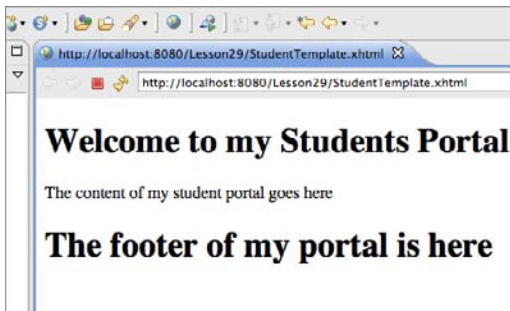 http://localhost:8080/Lesson29/StudentTemplate.xhtml
http://localhost:8080/Lesson29/StudentTemplate.xhtml
Welcome to my Students Portal
The content of my student portal goes here
The footer of my portal is here